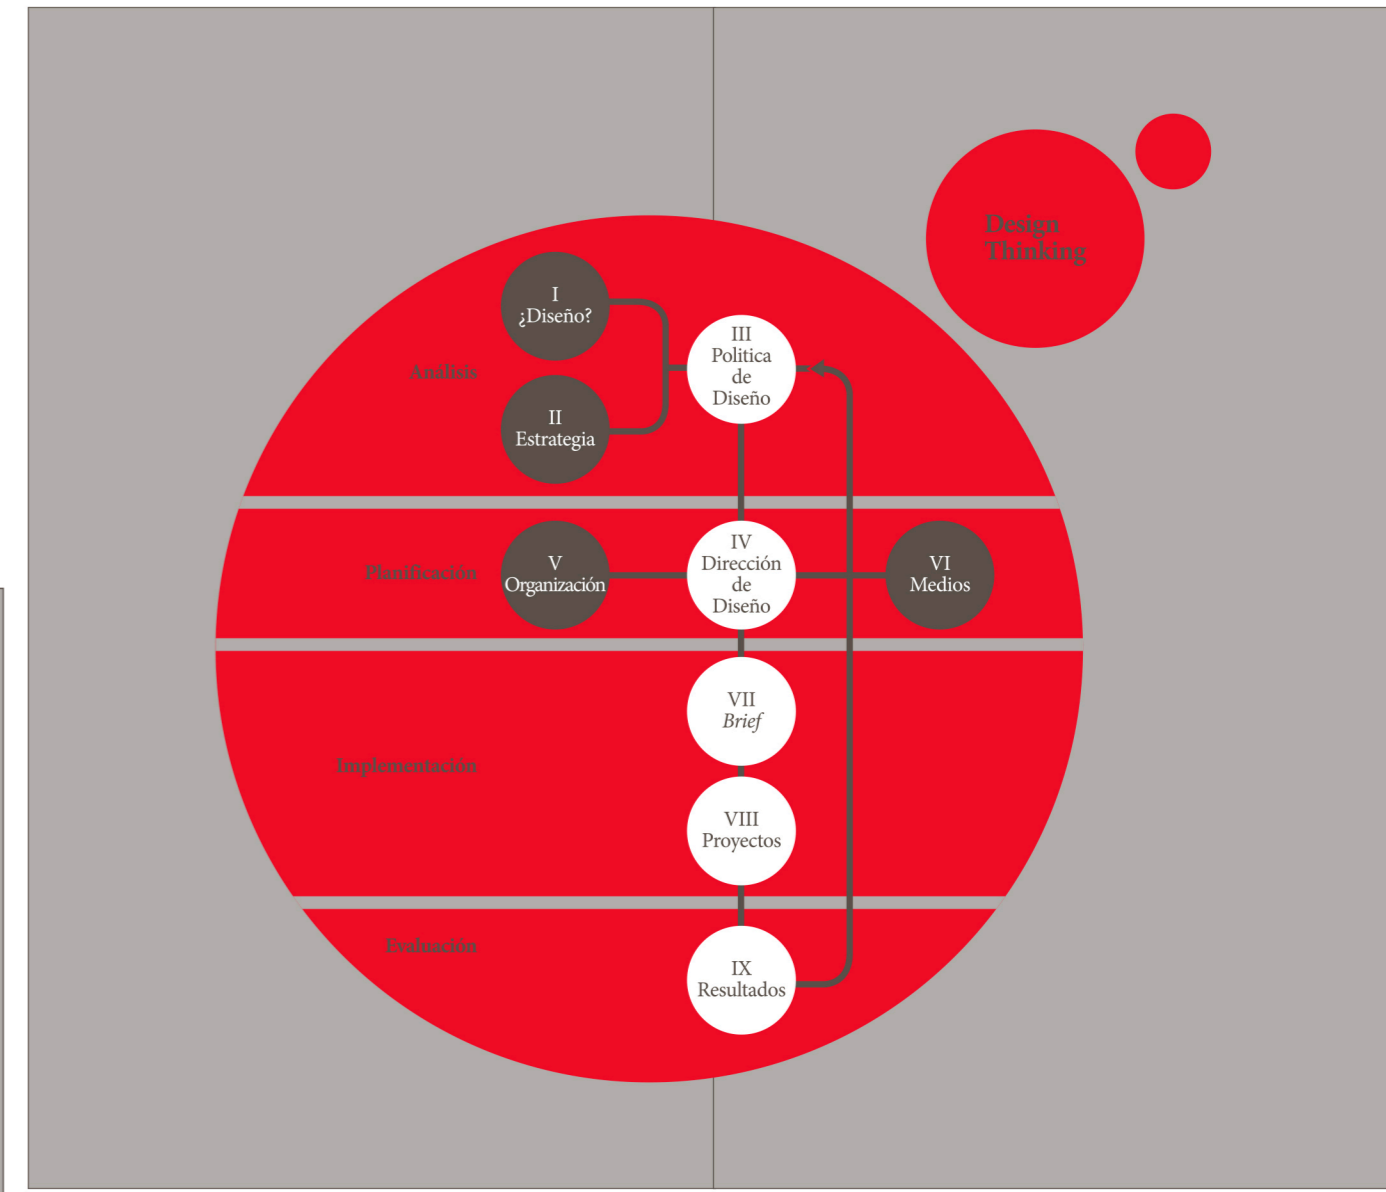 Design
Thinking
Análisis
I
¿Diseño?
II
Estrategia
III
Politica
de
Diseño
Planificación
V
Organización
IV
Dirección
de
Diseño
VI
Medios
Implementación
VII
Brief
VIII
Proyectos
Evaluación
IX
Resultados